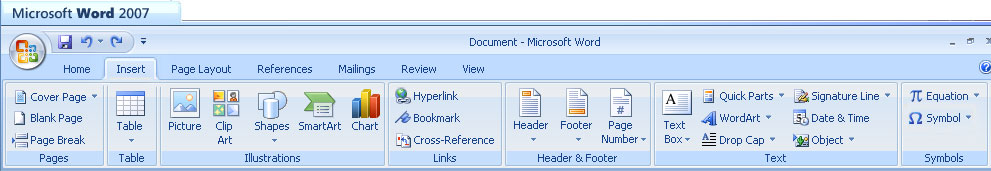 Microsoft Word 2007
Document - Microsoft Word
Home Insert Page Layout References Mailings Review View
Cover Page
Blank Page
Page Break
Pages
Table
Table
Picture
Clip
Art
Shapes
SmartArt
Chart
Illustrations
Hyperlink
Bookmark
Cross-Reference
Links
Header
Footer
Page
Number
#
Header & Footer
A
Text
Box
Quick Parts
WordArt
Drop Cap
Signature Line
Date & Time
Object
Text
π Equation
Ω Symbol
Symbols